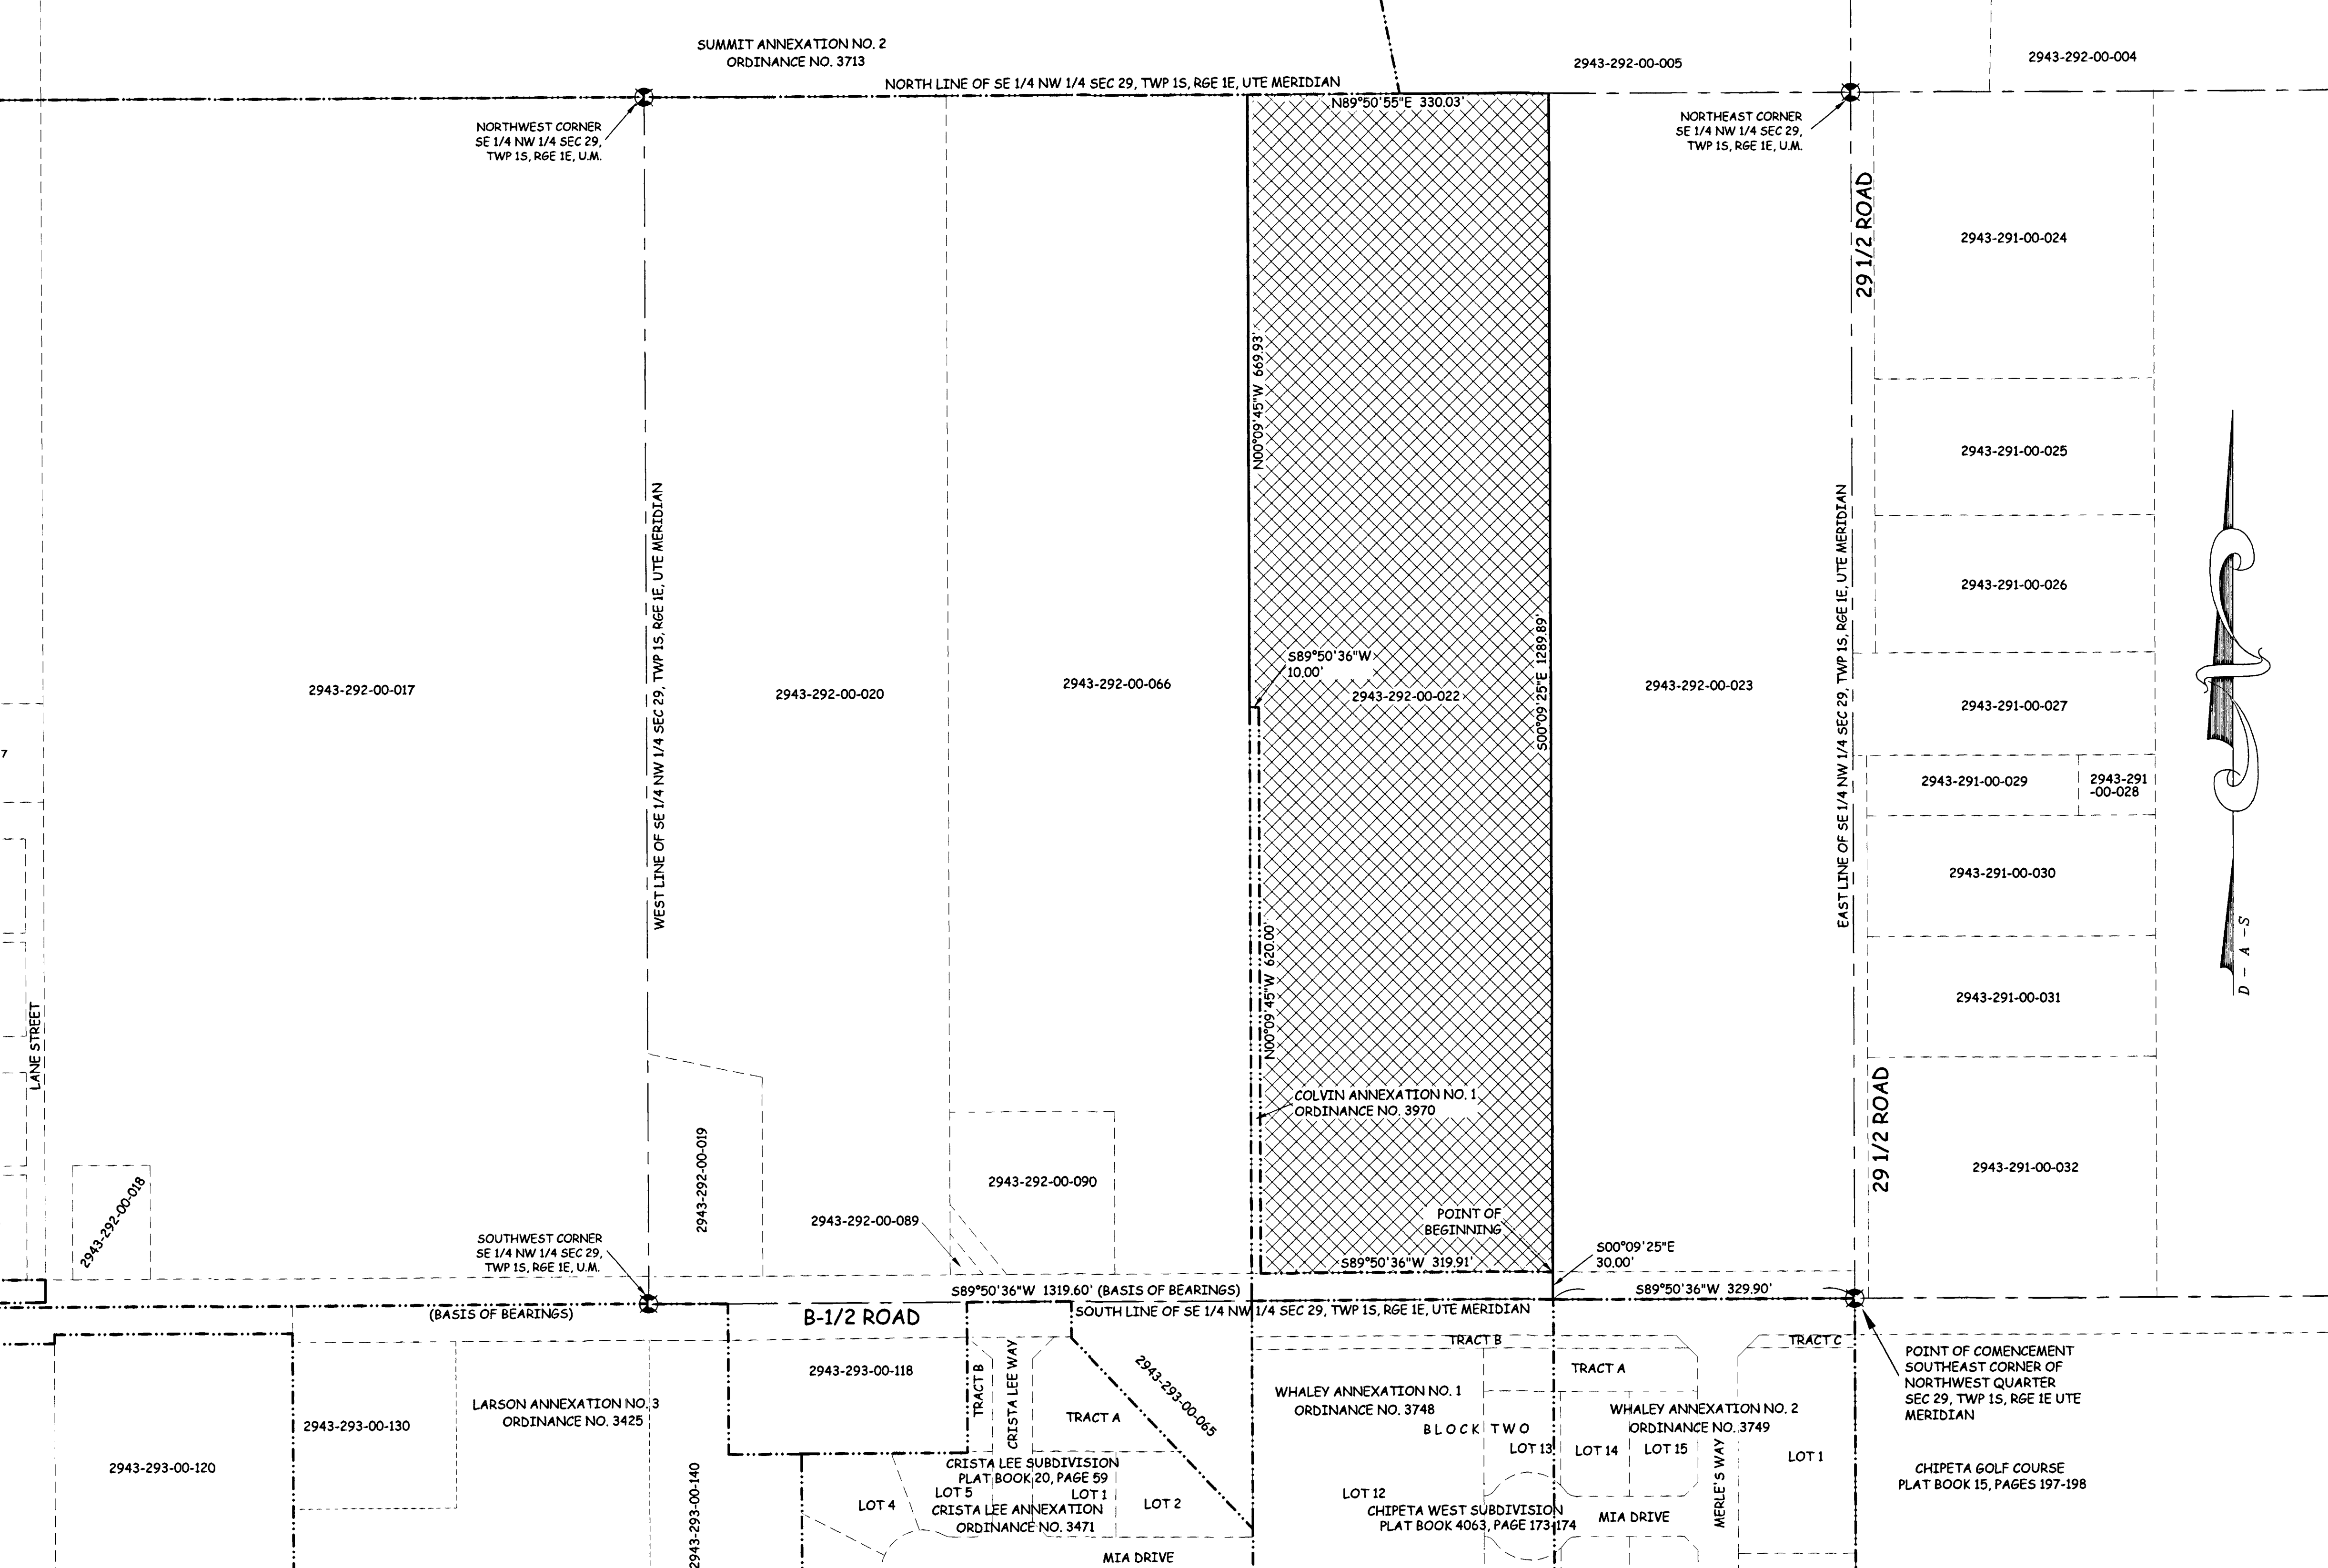 SUMMIT ANNEXATION NO. 2
ORDINANCE NO. 3713
2943-292-00-005
2943-292-00-004
NORTH LINE OF SE 1/4 NW 1/4 SEC 29, TWP 1S, RGE 1E, UTE MERIDIAN
N89°50'55"E 330.03'
NORTHWEST CORNER
SE 1/4 NW 1/4 SEC 29,
TWP 1S, RGE 1E, U.M.
NORTHEAST CORNER
SE 1/4 NW 1/4 SEC 29,
TWP 1S, RGE 1E, U.M.
29 1/2 ROAD
2943-291-00-024
N00°09'45"W 669.93'
2943-291-00-025
WEST LINE OF SE 1/4 NW 1/4 SEC 29, TWP 1S, RGE 1E, UTE MERIDIAN
EAST LINE OF SE 1/4 NW 1/4 SEC 29, TWP 1S, RGE 1E, UTE MERIDIAN
2943-291-00-026
S00°09'25"E 1289.89'
S89°50'36"W
10.00'
2943-292-00-017
2943-292-00-020
2943-292-00-066
2943-292-00-022
2943-292-00-023
2943-291-00-027
7
2943-291-00-029
2943-291
-00-028
2943-291-00-030
D - A - S
N00°09'45"W 620.00'
2943-291-00-031
LANE STREET
COLVIN ANNEXATION NO. 1
ORDINANCE NO. 3970
29 1/2 ROAD
2943-292-00-018
2943-292-00-019
2943-292-00-090
2943-291-00-032
2943-292-00-089
POINT OF
BEGINNING
SOUTHWEST CORNER
SE 1/4 NW 1/4 SEC 29,
TWP 1S, RGE 1E, U.M.
S00°09'25"E
30.00'
S89°50'36"W 319.91'
S89°50'36"W 1319.60' (BASIS OF BEARINGS)
S89°50'36"W 329.90'
(BASIS OF BEARINGS)
B-1/2 ROAD
SOUTH LINE OF SE 1/4 NW 1/4 SEC 29, TWP 1S, RGE 1E, UTE MERIDIAN
TRACT B
TRACT C
POINT OF COMENCEMENT
SOUTHEAST CORNER OF
NORTHWEST QUARTER
SEC 29, TWP 1S, RGE 1E UTE
MERIDIAN
2943-293-00-118
TRACT B
CRISTA LEE WAY
2943-293-00-065
TRACT A
TRACT A
LARSON ANNEXATION NO. 3
ORDINANCE NO. 3425
WHALEY ANNEXATION NO. 1
ORDINANCE NO. 3748
WHALEY ANNEXATION NO. 2
ORDINANCE NO. 3749
2943-293-00-130
BLOCK TWO
LOT 13
LOT 14
LOT 15
MERLE'S WAY
LOT 1
2943-293-00-120
2943-293-00-140
CRISTA LEE SUBDIVISION
PLAT BOOK 20, PAGE 59
LOT 5
LOT 1
LOT 4
LOT 2
CRISTA LEE ANNEXATION
ORDINANCE NO. 3471
LOT 12
CHIPETA WEST SUBDIVISION
PLAT BOOK 4063, PAGE 173-174
MIA DRIVE
CHIPETA GOLF COURSE
PLAT BOOK 15, PAGES 197-198
MIA DRIVE